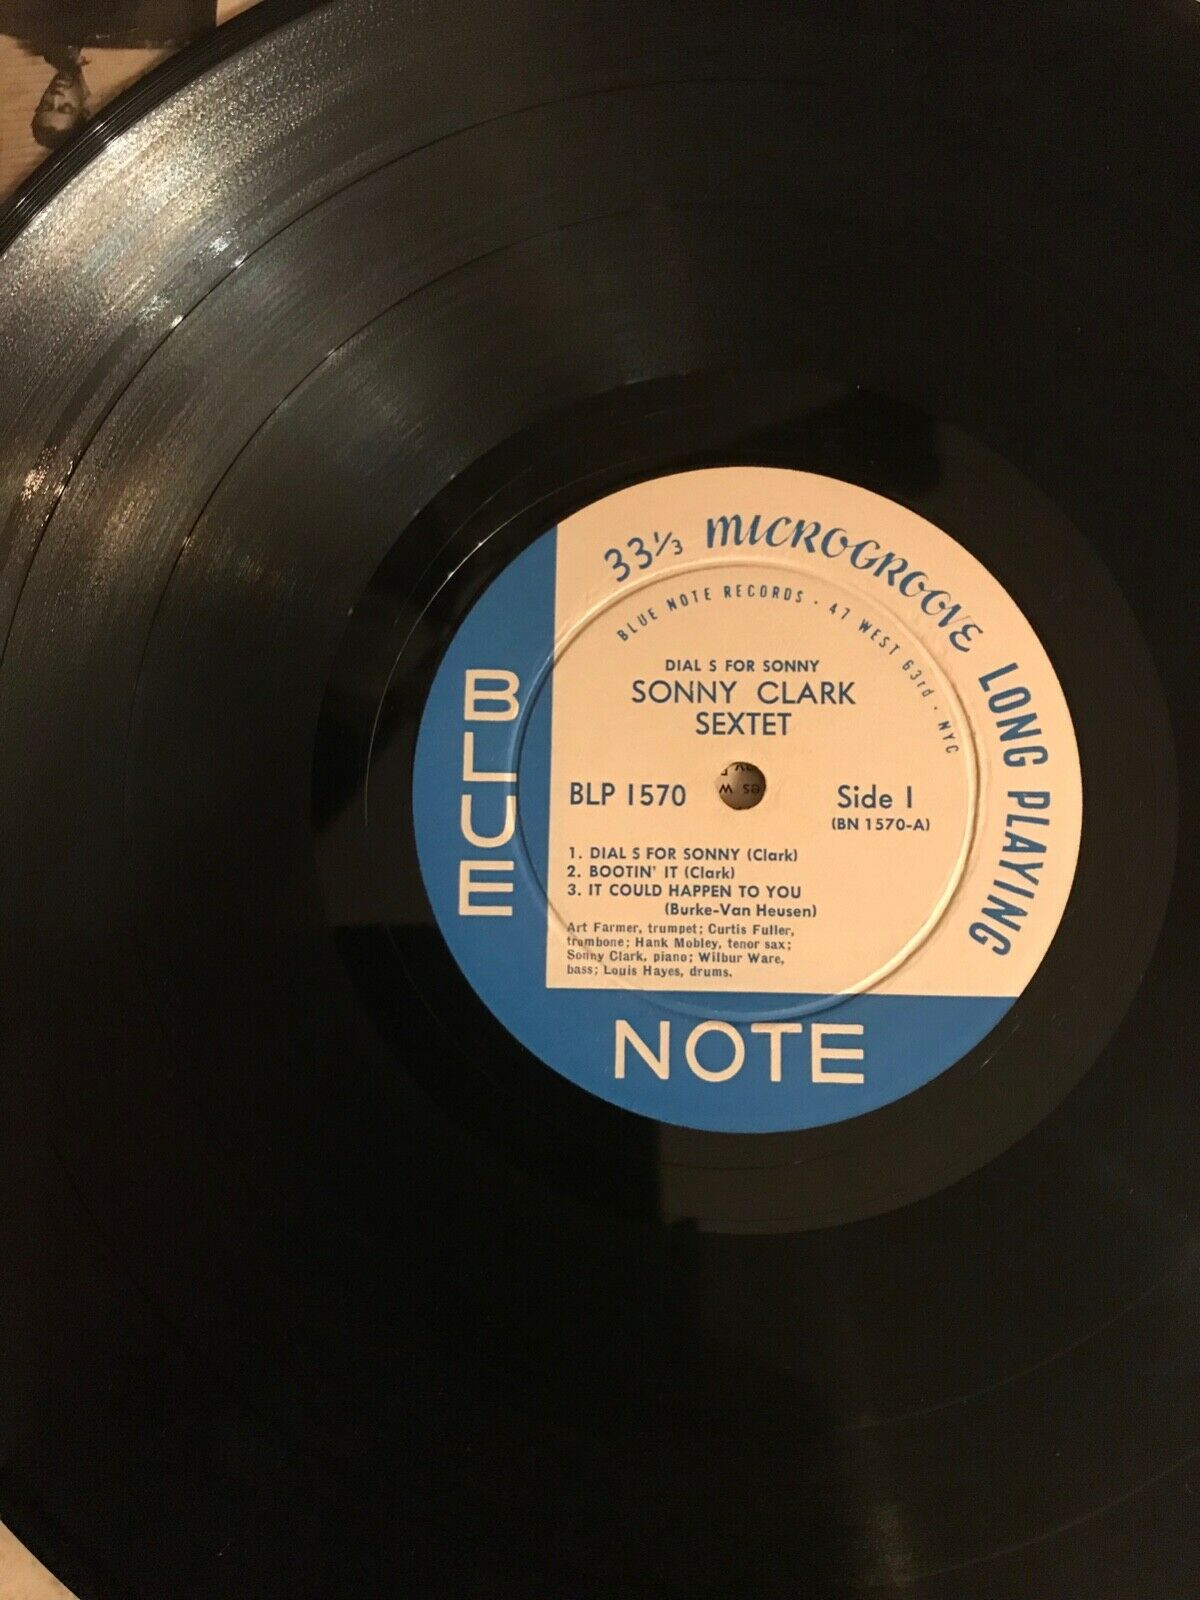 33⅓ MICROGROOVE LONG PLAYING
BLUE NOTE RECORDS · 47 WEST 63rd · NYC
DIAL S FOR SONNY
SONNY CLARK
SEXTET
BLP 1570
Side 1
(BN 1570-A)
1. DIAL S FOR SONNY (Clark)
2. BOOTIN' IT (Clark)
3. IT COULD HAPPEN TO YOU
(Burke-Van Heusen)
Art Farmer, trumpet; Curtis Fuller,
trombone; Hank Mobley, tenor sax;
Sonny Clark, piano; Wilbur Ware,
bass; Louis Hayes, drums.
BLUE
NOTE